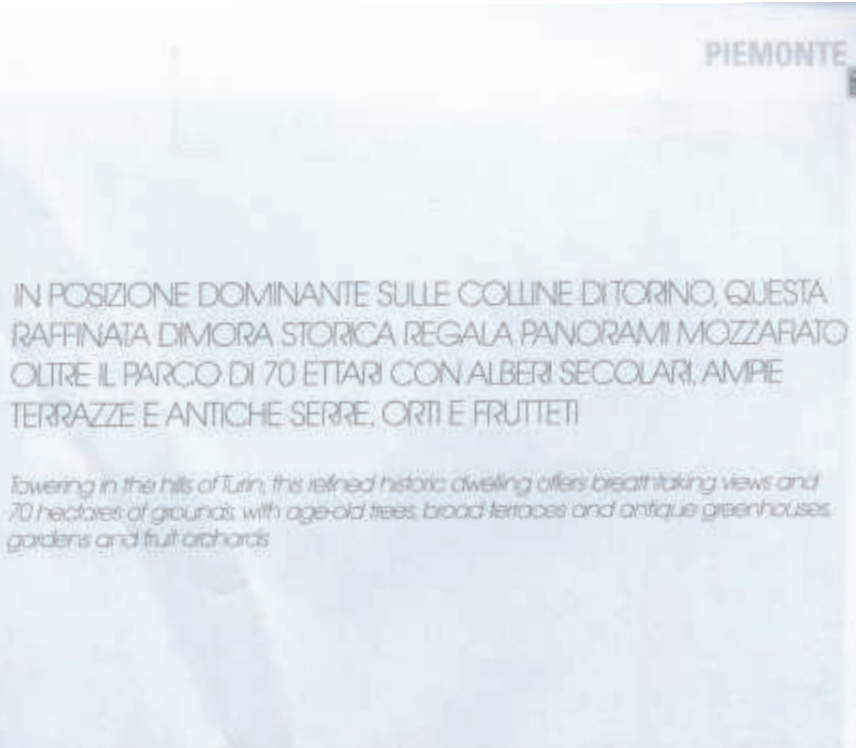 PIEMONTE
IN POSIZIONE DOMINANTE SULLE COLLINE DI TORINO, QUESTA
RAFFINATA DIMORA STORICA REGALA PANORAMI MOZZAFIATO
OLTRE IL PARCO DI 70 ETTARI CON ALBERI SECOLARI, AMPIE
TERRAZZE E ANTICHE SERRE, ORTI E FRUTTETI
Towering in the hills of Turin, this refined historic dwelling offers breathtaking views and
70 hectares of grounds, with age-old trees, broad terraces and antique greenhouses,
gardens and fruit orchards